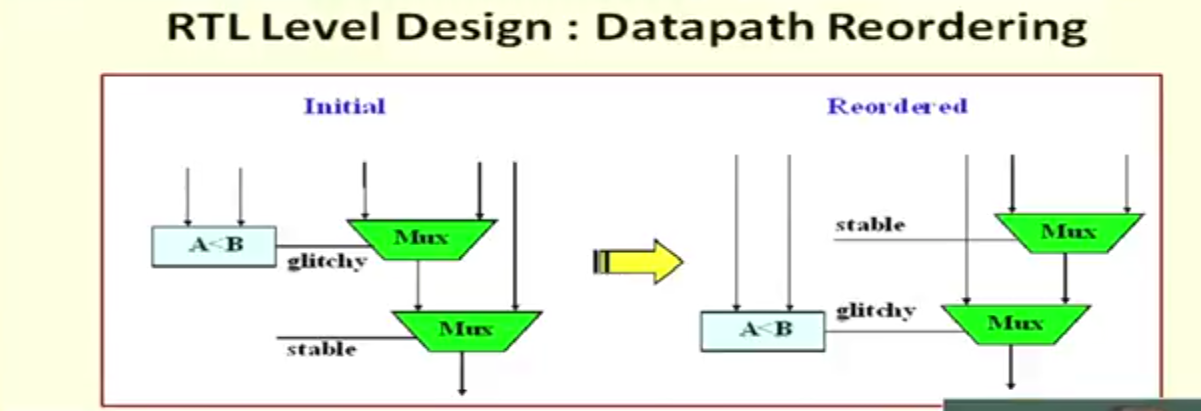 RTL Level Design : Datapath Reordering
Initial
Reordered
A<B
glitchy
Mux
Mux
stable
stable
Mux
glitchy
A<B
Mux